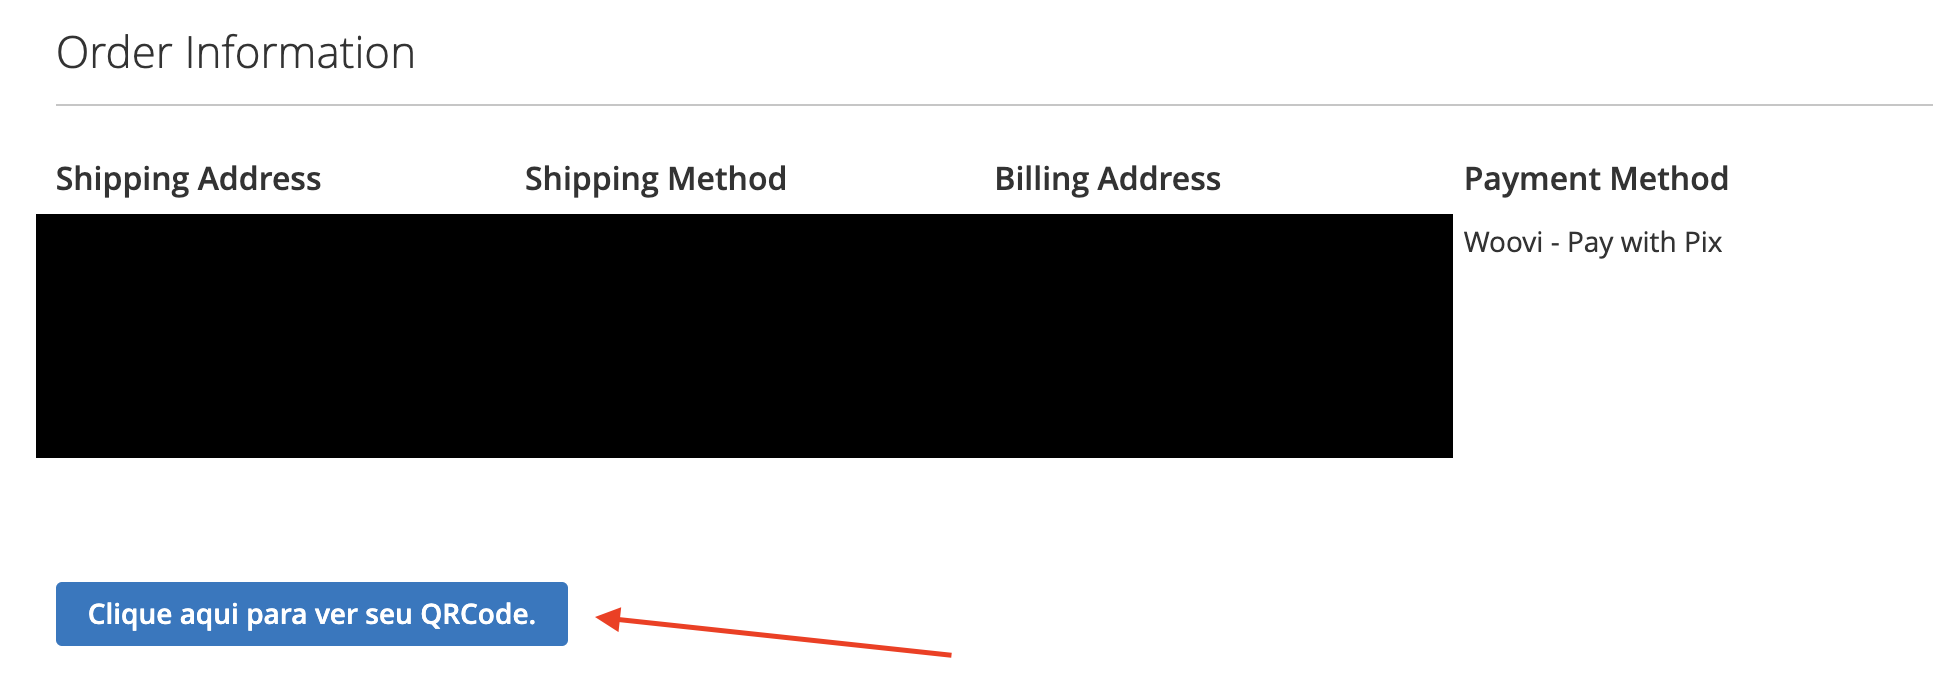 Order Information
Shipping Address
Shipping Method
Billing Address
Payment Method
Woovi - Pay with Pix
Clique aqui para ver seu QRCode.